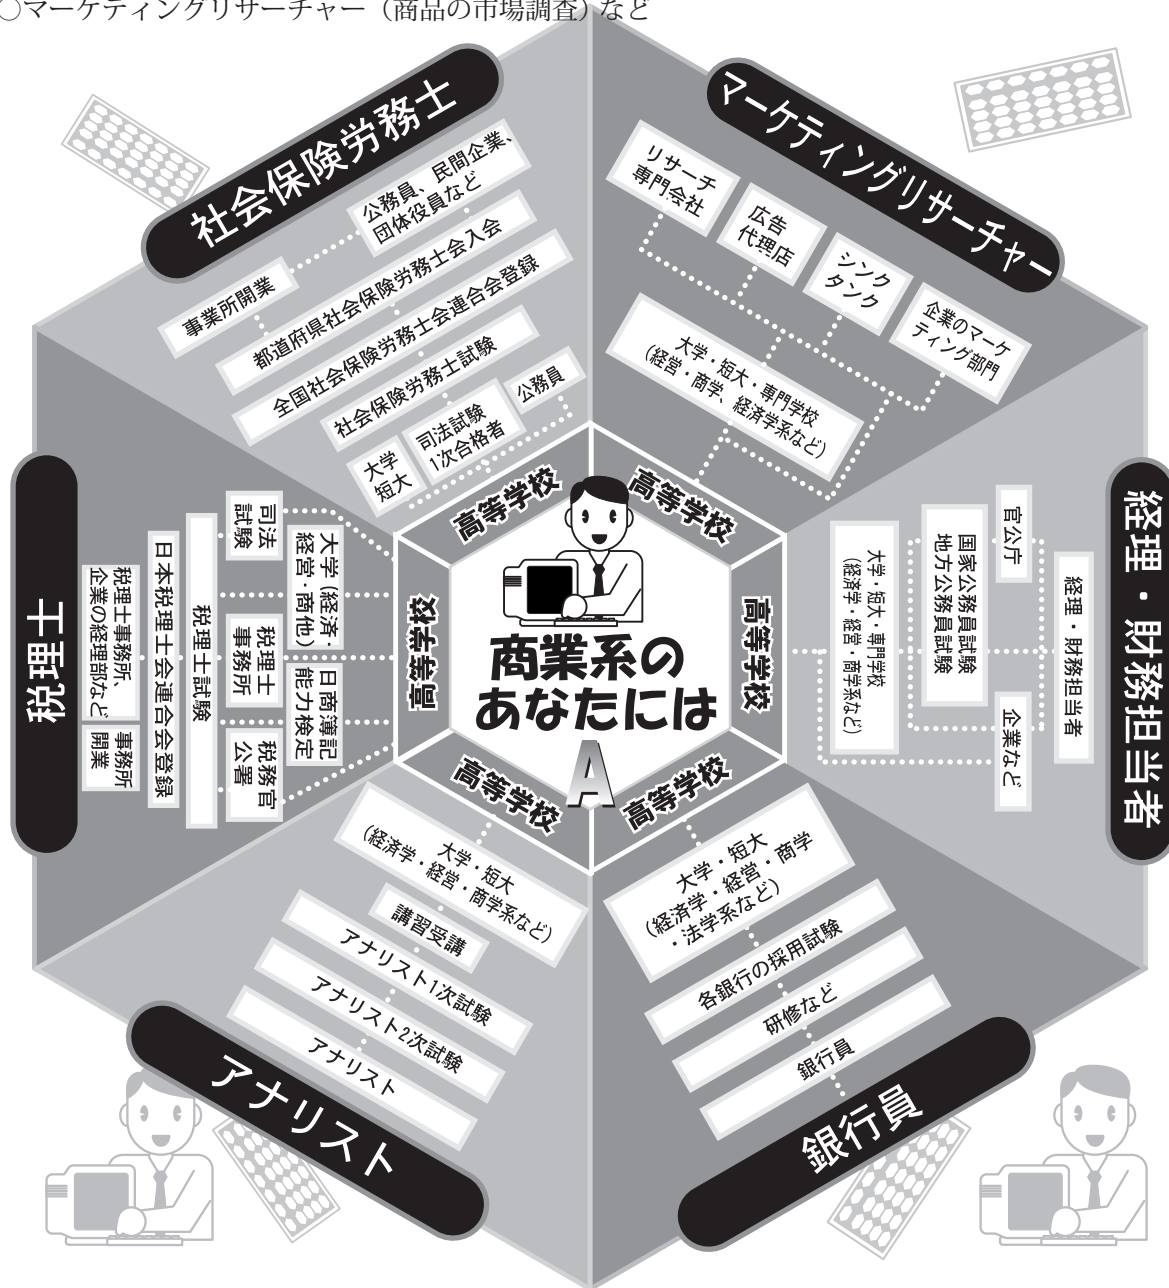 ○マーケティングリサーチャー（商品の市場調査）など
社会保険労務士
公務員、民間企業、
団体役員など
事業所開業
都道府県社会保険労務士会入会
全国社会保険労務士会連合会登録
社会保険労務士試験
公務員
司法試験
1次合格者
大学
短大
高等学校
マーケティングリサーチャー
リサーチ
専門会社
広告
代理店
シンク
タンク
企業のマーケ
ティング部門
大学・短大・専門学校
（経営・商学、経済学系など）
高等学校
経理・財務担当者
経理・財務担当者
官公庁
企業など
国家公務員試験
地方公務員試験
大学・短大・専門学校
（経済学・経営・商学系など）
高等学校
税理士
税理士事務所、
企業の経理部など
事務所
開業
日本税理士会連合会登録
税理士試験
司法
試験
税理士
事務所
税務官
公署
大学（経済・
経営・商他）
日商簿記
能力検定
高等学校
商業系の
あなたには
A
高等学校
大学・短大
（経済学・経営・商学系など）
講習受講
アナリスト1次試験
アナリスト2次試験
アナリスト
アナリスト
高等学校
大学・短大
（経済学・経営・商学
・法学系など）
各銀行の採用試験
研修など
銀行員
銀行員